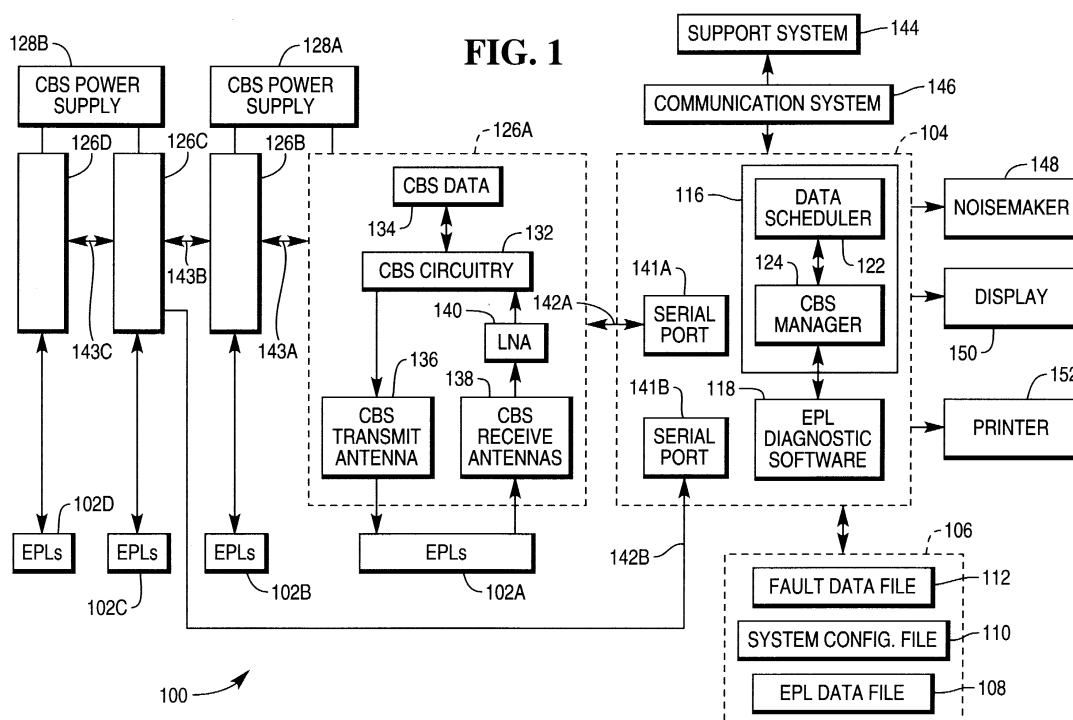 FIG. 1
SUPPORT SYSTEM
144
COMMUNICATION SYSTEM
146
128B
CBS POWER
SUPPLY
128A
CBS POWER
SUPPLY
126D
126C
126B
126A
104
143C
143B
143A
CBS DATA
134
132
CBS CIRCUITRY
140
LNA
142A
136
CBS
TRANSMIT
ANTENNA
138
CBS
RECEIVE
ANTENNAS
116
DATA
SCHEDULER
122
124
CBS
MANAGER
141A
SERIAL
PORT
141B
SERIAL
PORT
118
EPL
DIAGNOSTIC
SOFTWARE
148
NOISEMAKER
DISPLAY
150
152
PRINTER
102D
EPLs
EPLs
102C
EPLs
102B
EPLs
102A
142B
106
FAULT DATA FILE
112
SYSTEM CONFIG. FILE
110
EPL DATA FILE
108
100